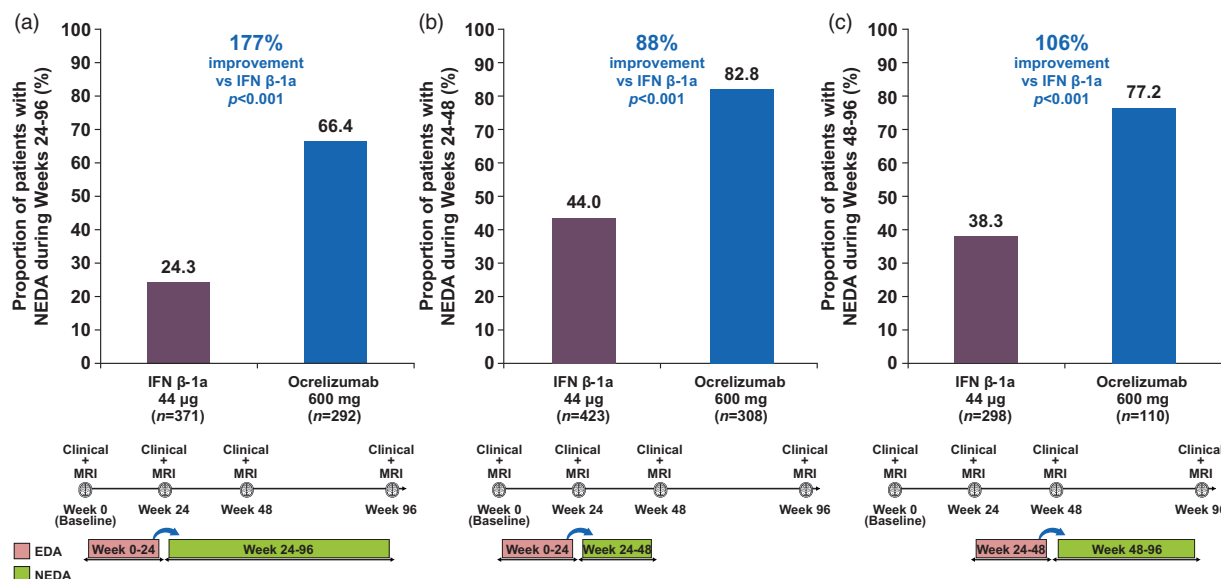 (a)
Proportion of patients with
NEDA during Weeks 24-96 (%)
100
90
80
70
60
50
40
30
20
10
0
177%
improvement
vs IFN β-1a
p<0.001
24.3
66.4
IFN β-1a
44 µg
(n=371)
Ocrelizumab
600 mg
(n=292)
Clinical
+
MRI
Clinical
+
MRI
Clinical
+
MRI
Clinical
+
MRI
Week 0
(Baseline)
Week 24
Week 48
Week 96
EDA
NEDA
Week 0-24
Week 24-96
(b)
Proportion of patients with
NEDA during Weeks 24-48 (%)
100
90
80
70
60
50
40
30
20
10
0
88%
improvement
vs IFN β-1a
p<0.001
44.0
82.8
IFN β-1a
44 µg
(n=423)
Ocrelizumab
600 mg
(n=308)
Clinical
+
MRI
Clinical
+
MRI
Clinical
+
MRI
Clinical
+
MRI
Week 0
(Baseline)
Week 24
Week 48
Week 96
Week 0-24
Week 24-48
(c)
Proportion of patients with
NEDA during Weeks 48-96 (%)
100
90
80
70
60
50
40
30
20
10
0
106%
improvement
vs IFN β-1a
p<0.001
38.3
77.2
IFN β-1a
44 µg
(n=298)
Ocrelizumab
600 mg
(n=110)
Clinical
+
MRI
Clinical
+
MRI
Clinical
+
MRI
Clinical
+
MRI
Week 0
(Baseline)
Week 24
Week 48
Week 96
Week 24-48
Week 48-96